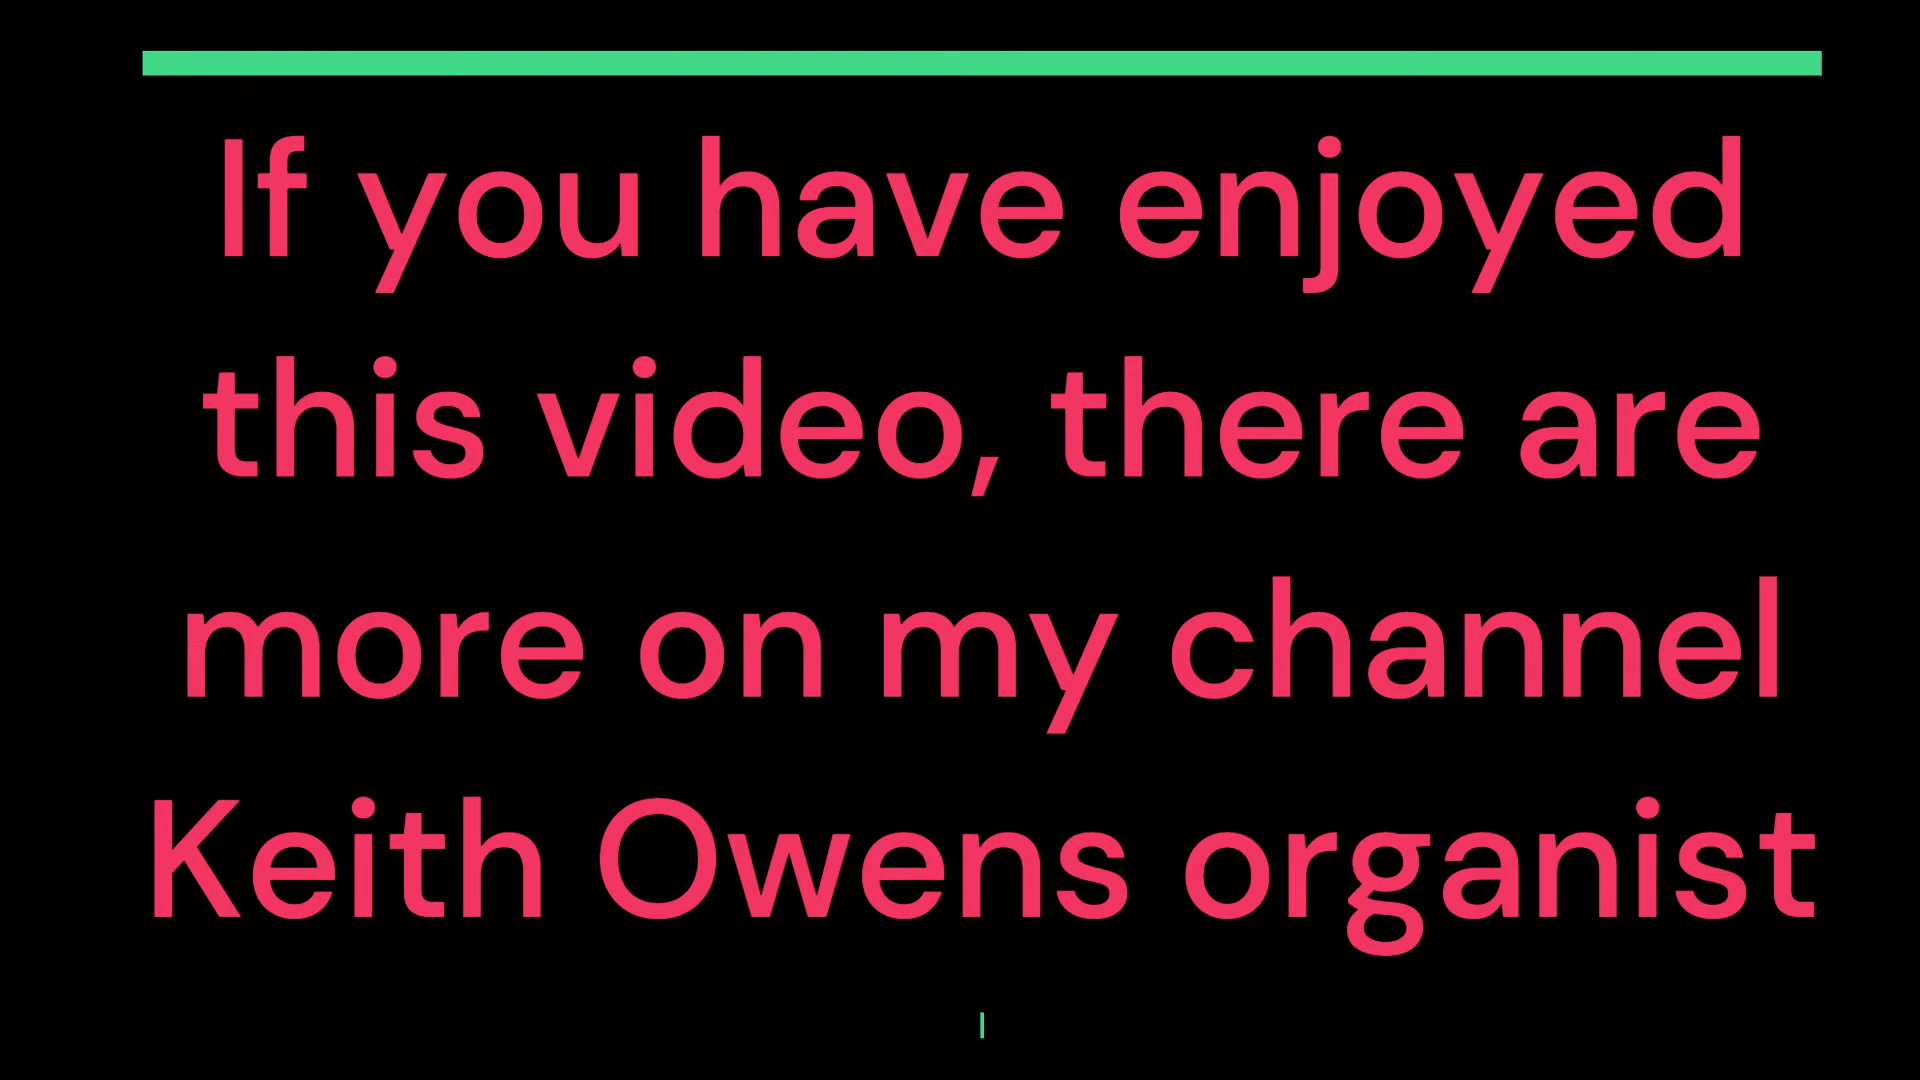 If you have enjoyed
this video, there are
more on my channel
Keith Owens organist